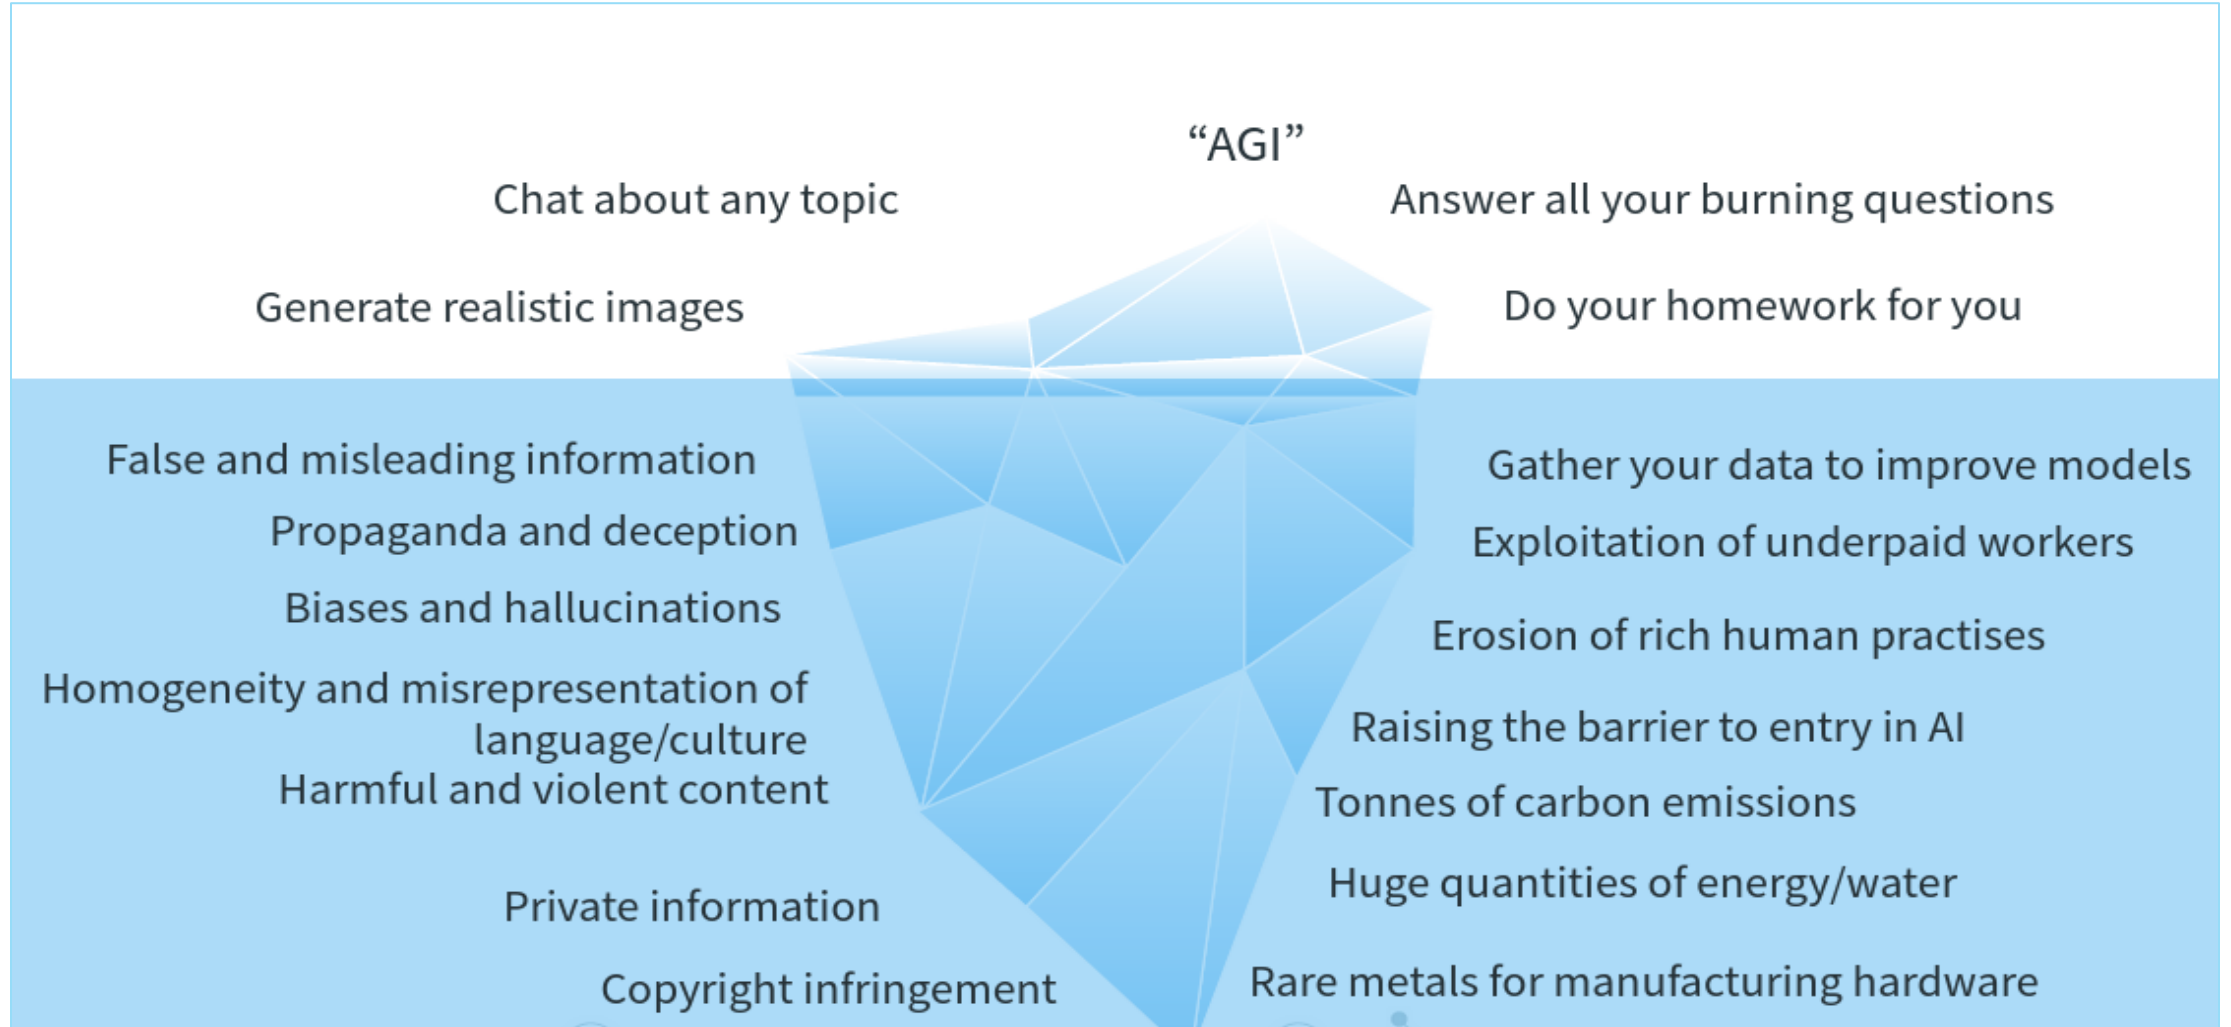 “AGI”
Chat about any topic
Answer all your burning questions
Generate realistic images
Do your homework for you
False and misleading information
Gather your data to improve models
Propaganda and deception
Exploitation of underpaid workers
Biases and hallucinations
Erosion of rich human practises
Homogeneity and misrepresentation of
language/culture
Raising the barrier to entry in AI
Harmful and violent content
Tonnes of carbon emissions
Private information
Huge quantities of energy/water
Copyright infringement
Rare metals for manufacturing hardware